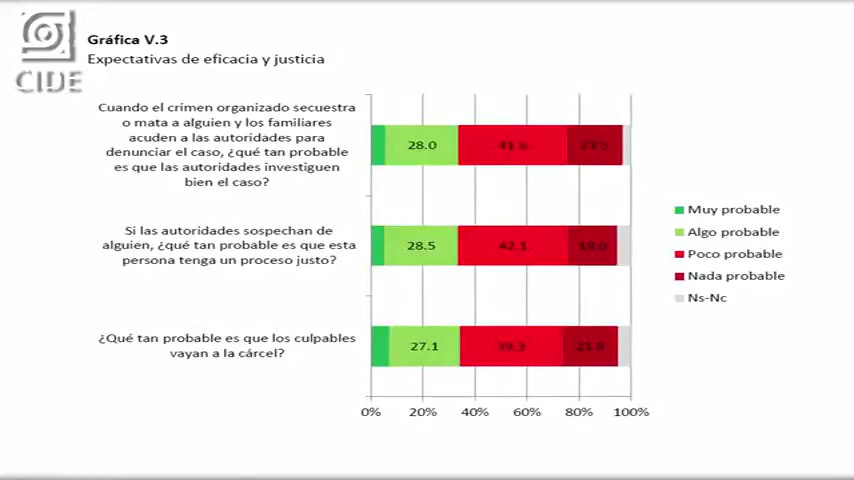 CIDE
Gráfica V.3
Expectativas de eficacia y justicia
Cuando el crimen organizado secuestra
o mata a alguien y los familiares
acuden a las autoridades para
denunciar el caso, ¿qué tan probable
es que las autoridades investiguen
bien el caso?
28.0
Si las autoridades sospechan de
alguien, ¿qué tan probable es que esta
persona tenga un proceso justo?
28.5 42.1
¿Qué tan probable es que los culpables
vayan a la cárcel?
27.1 39.3
0% 20% 40% 60% 80% 100%
Muy probable
Algo probable
Poco probable
Nada probable
Ns-Nc